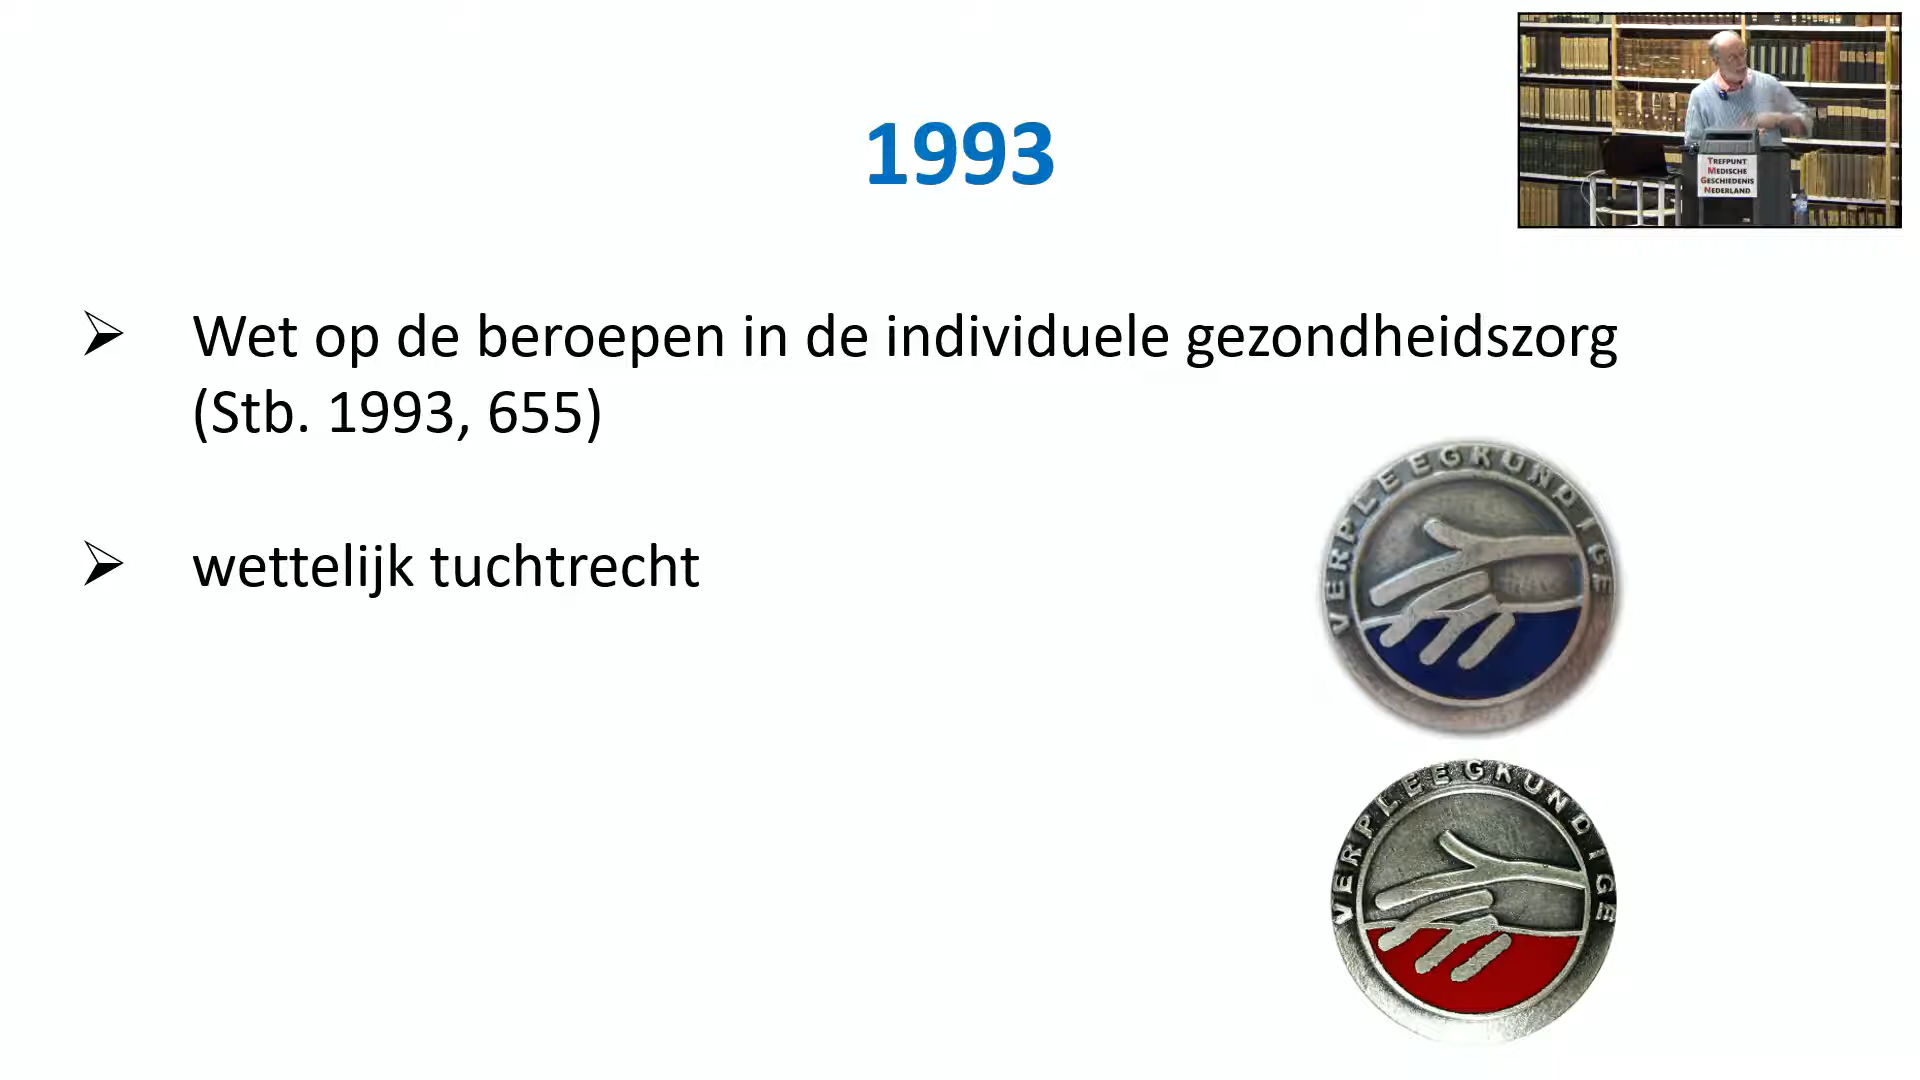 1993
TREFPUNT
MEDISCHE
GESCHIEDENIS
NEDERLAND
Wet op de beroepen in de individuele gezondheidszorg
(Stb. 1993, 655)
wettelijk tuchtrecht
VERPLEEGKUNDIGE
VERPLEEGKUNDIGE